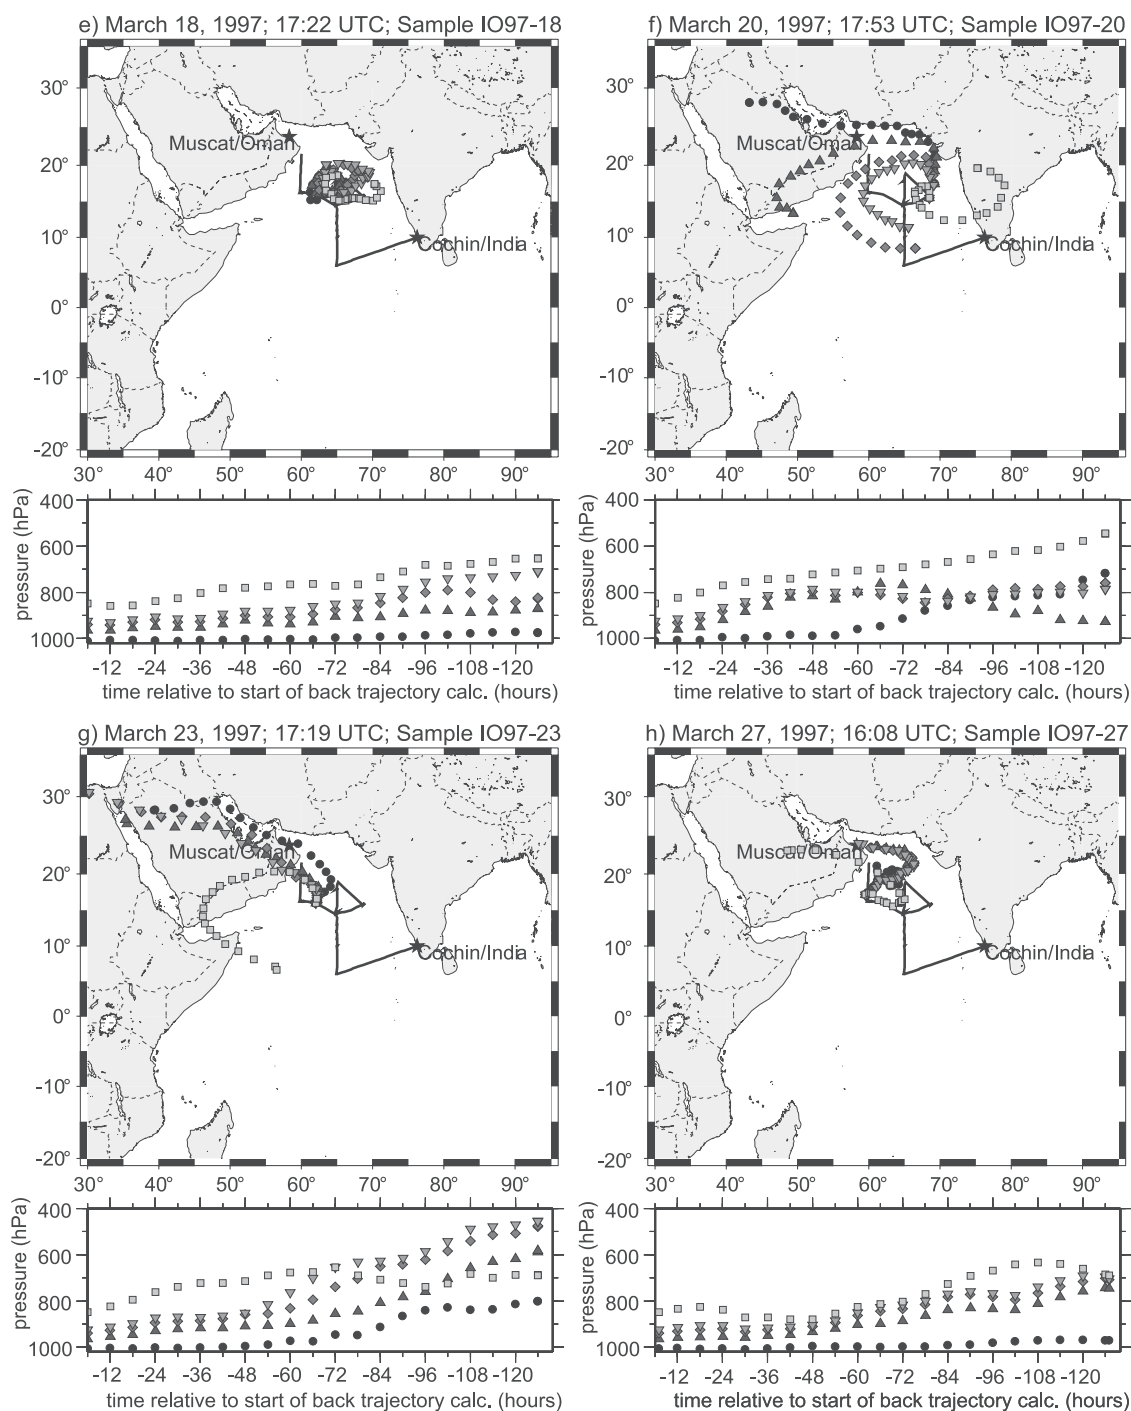 e) March 18, 1997; 17:22 UTC; Sample IO97-18
30°
20°
10°
0°
-10°
-20°
Muscat/Oman
Cochin/India
30° 40° 50° 60° 70° 80° 90°
pressure (hPa)
400
600
800
1000
-12 -24 -36 -48 -60 -72 -84 -96 -108 -120
time relative to start of back trajectory calc. (hours)
f) March 20, 1997; 17:53 UTC; Sample IO97-20
30°
20°
10°
0°
-10°
-20°
Muscat/Oman
Cochin/India
30° 40° 50° 60° 70° 80° 90°
pressure (hPa)
400
600
800
1000
-12 -24 -36 -48 -60 -72 -84 -96 -108 -120
time relative to start of back trajectory calc. (hours)
g) March 23, 1997; 17:19 UTC; Sample IO97-23
30°
20°
10°
0°
-10°
-20°
Muscat/Oman
Cochin/India
30° 40° 50° 60° 70° 80° 90°
pressure (hPa)
400
600
800
1000
-12 -24 -36 -48 -60 -72 -84 -96 -108 -120
time relative to start of back trajectory calc. (hours)
h) March 27, 1997; 16:08 UTC; Sample IO97-27
30°
20°
10°
0°
-10°
-20°
Muscat/Oman
Cochin/India
30° 40° 50° 60° 70° 80° 90°
pressure (hPa)
400
600
800
1000
-12 -24 -36 -48 -60 -72 -84 -96 -108 -120
time relative to start of back trajectory calc. (hours)